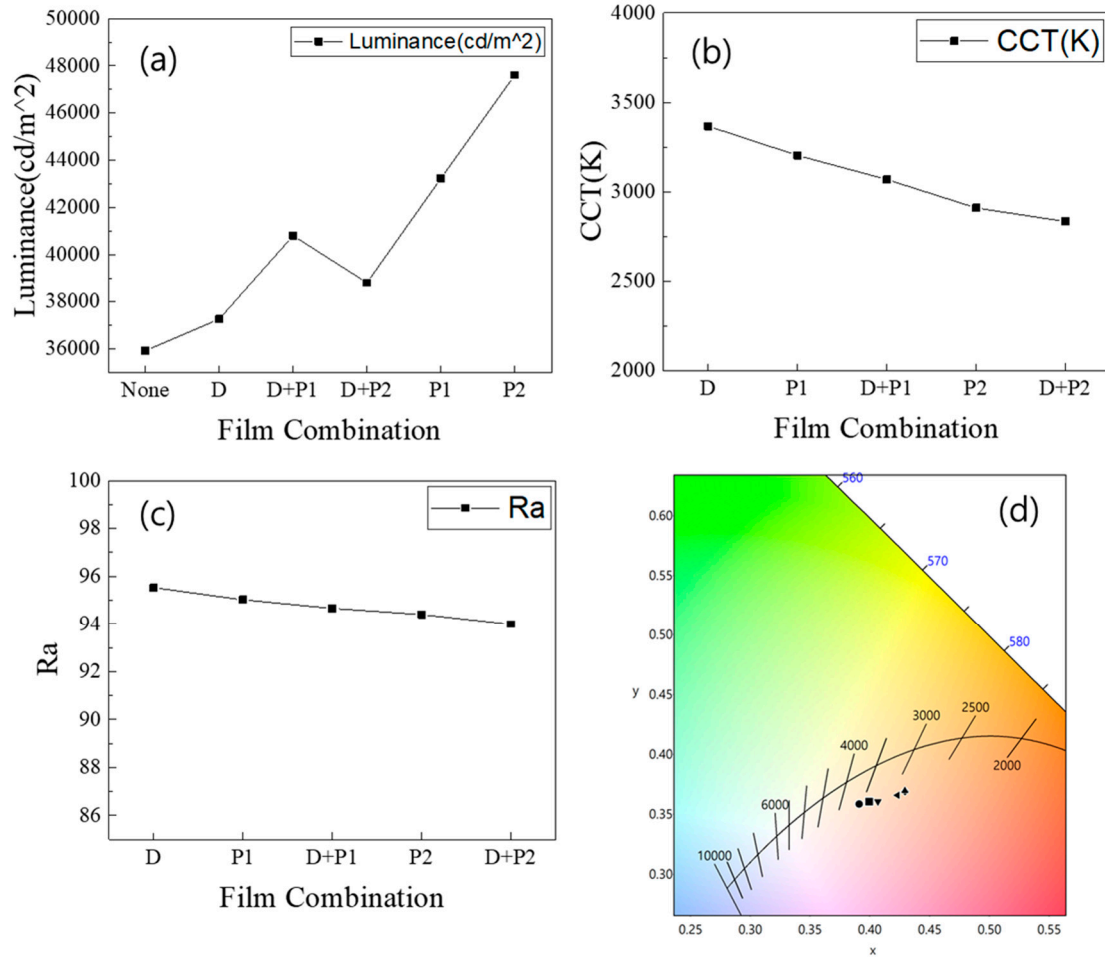 (a)
Luminance(cd/m^2)
50000
48000
46000
44000
42000
40000
38000
36000
Luminance(cd/m^2)
None D D+P1 D+P2 P1 P2
Film Combination
(b)
CCT(K)
4000
3500
3000
2500
2000
CCT(K)
D P1 D+P1 P2 D+P2
Film Combination
(c)
Ra
100
98
96
94
92
90
88
86
Ra
D P1 D+P1 P2 D+P2
Film Combination
(d)
560
570
580
0.60
0.55
0.50
0.45
0.40
0.35
0.30
y
10000
6000
4000
3000
2500
2000
0.25 0.30 0.35 0.40 0.45 0.50 0.55
x